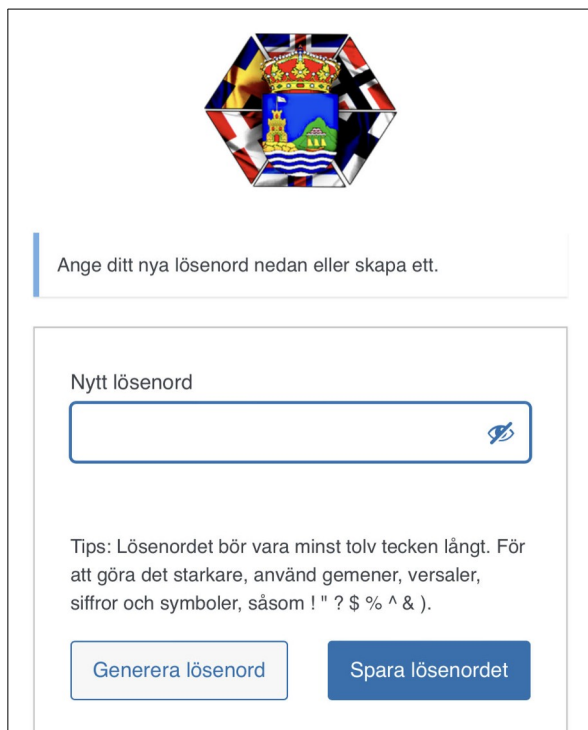 Ange ditt nya lösenord nedan eller skapa ett.
Nytt lösenord
Tips: Lösenordet bör vara minst tolv tecken långt. För
att göra det starkare, använd gemener, versaler,
siffror och symboler, såsom ! " ? $ % ^ & ).
Generera lösenord
Spara lösenordet